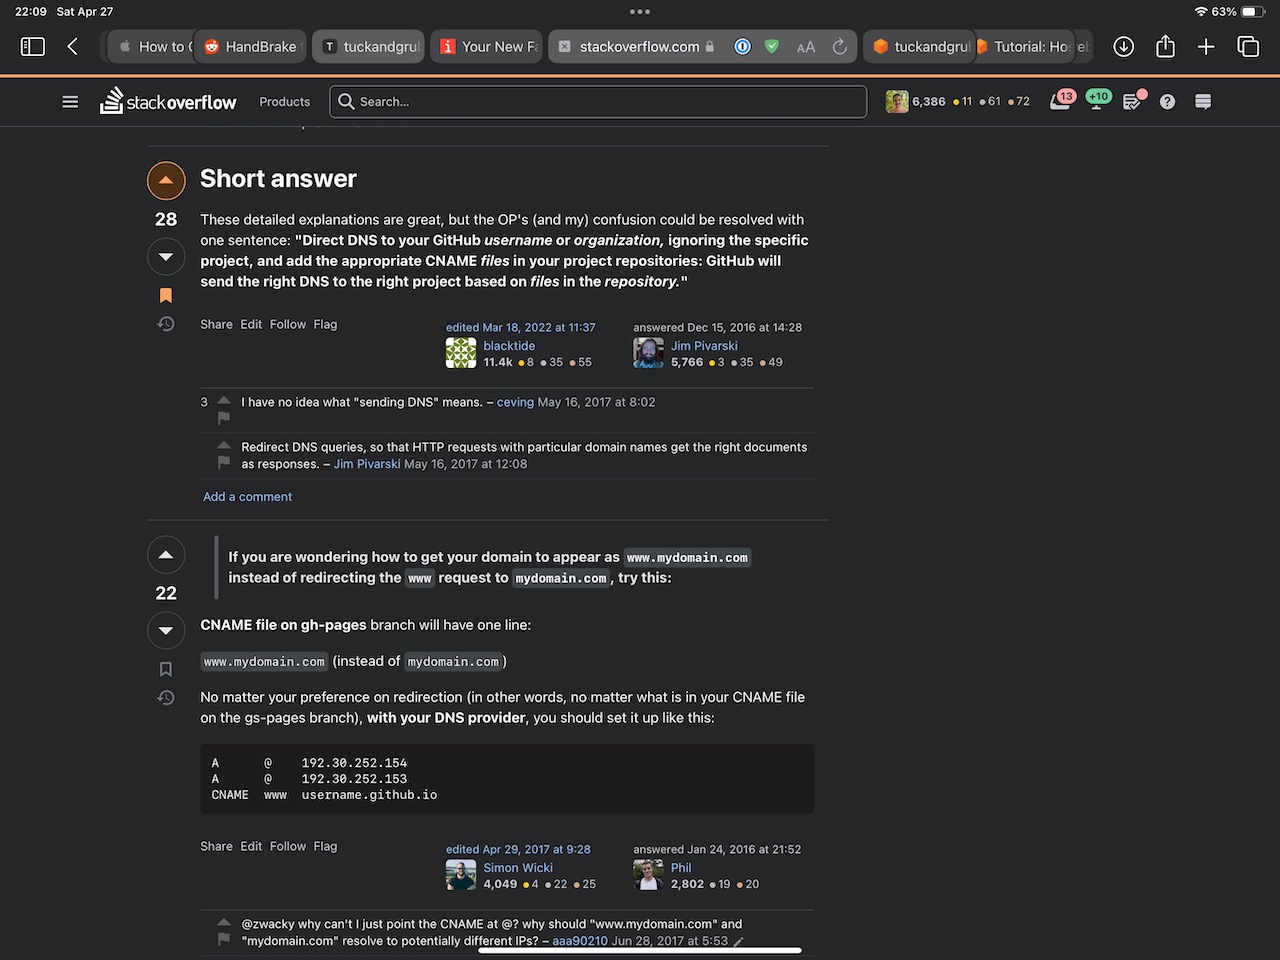 22:09 Sat Apr 27
63%
How to
HandBrake
T tuckandgrul
Your New Fa
stackoverflow.com
AA
tuckandgrul
Tutorial: Ho
stackoverflow
Products
Search...
6,386 11 61 72
13
+10
Short answer
28
These detailed explanations are great, but the OP's (and my) confusion could be resolved with
one sentence: "Direct DNS to your GitHub username or organization, ignoring the specific
project, and add the appropriate CNAME files in your project repositories: GitHub will
send the right DNS to the right project based on files in the repository."
Share Edit Follow Flag
edited Mar 18, 2022 at 11:37
blacktide
11.4k 8 35 55
answered Dec 15, 2016 at 14:28
Jim Pivarski
5,766 3 35 49
3 I have no idea what "sending DNS" means. – ceving May 16, 2017 at 8:02
Redirect DNS queries, so that HTTP requests with particular domain names get the right documents
as responses. – Jim Pivarski May 16, 2017 at 12:08
Add a comment
22
If you are wondering how to get your domain to appear as www.mydomain.com
instead of redirecting the www request to mydomain.com, try this:
CNAME file on gh-pages branch will have one line:
www.mydomain.com (instead of mydomain.com)
No matter your preference on redirection (in other words, no matter what is in your CNAME file
on the gs-pages branch), with your DNS provider, you should set it up like this:
A @ 192.30.252.154
A @ 192.30.252.153
CNAME www username.github.io
Share Edit Follow Flag
edited Apr 29, 2017 at 9:28
Simon Wicki
4,049 4 22 25
answered Jan 24, 2016 at 21:52
Phil
2,802 19 20
@zwacky why can't I just point the CNAME at @? why should "www.mydomain.com" and
"mydomain.com" resolve to potentially different IPs? – aaa90210 Jun 28, 2017 at 5:53